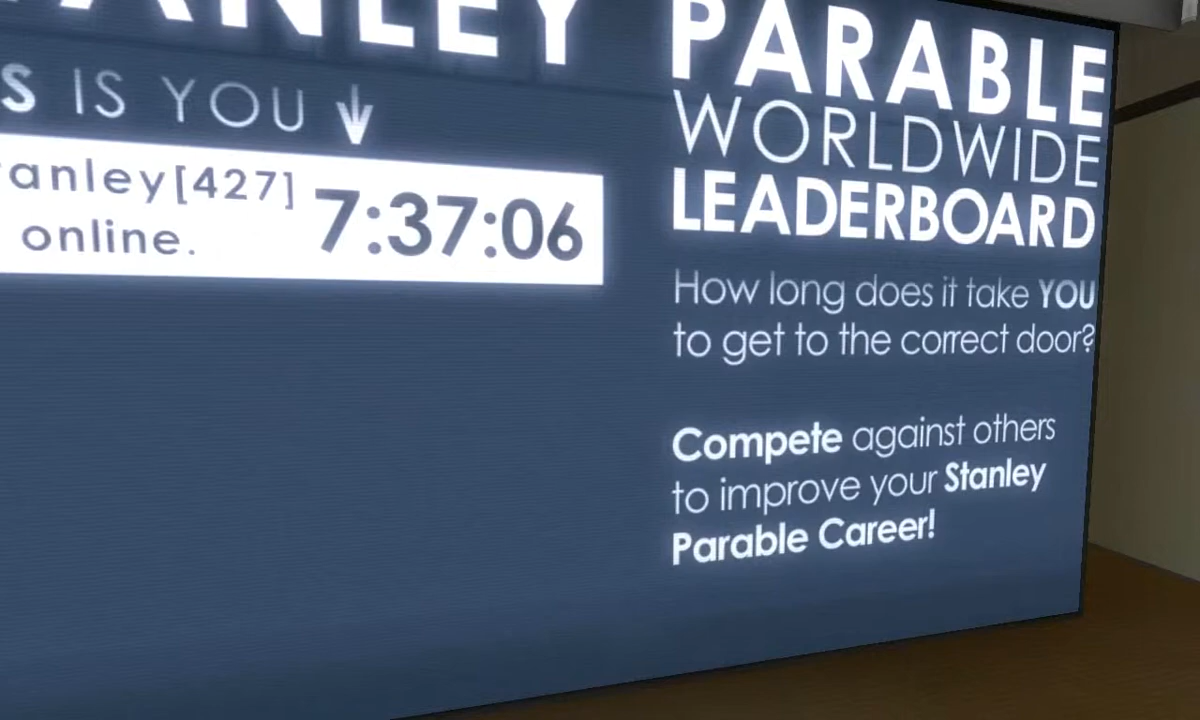 ANLEY PARABLE
WORLDWIDE
LEADERBOARD
S IS YOU
anley[427] 7:37:06
online.
How long does it take YOU
to get to the correct door?
Compete against others
to improve your Stanley
Parable Career!